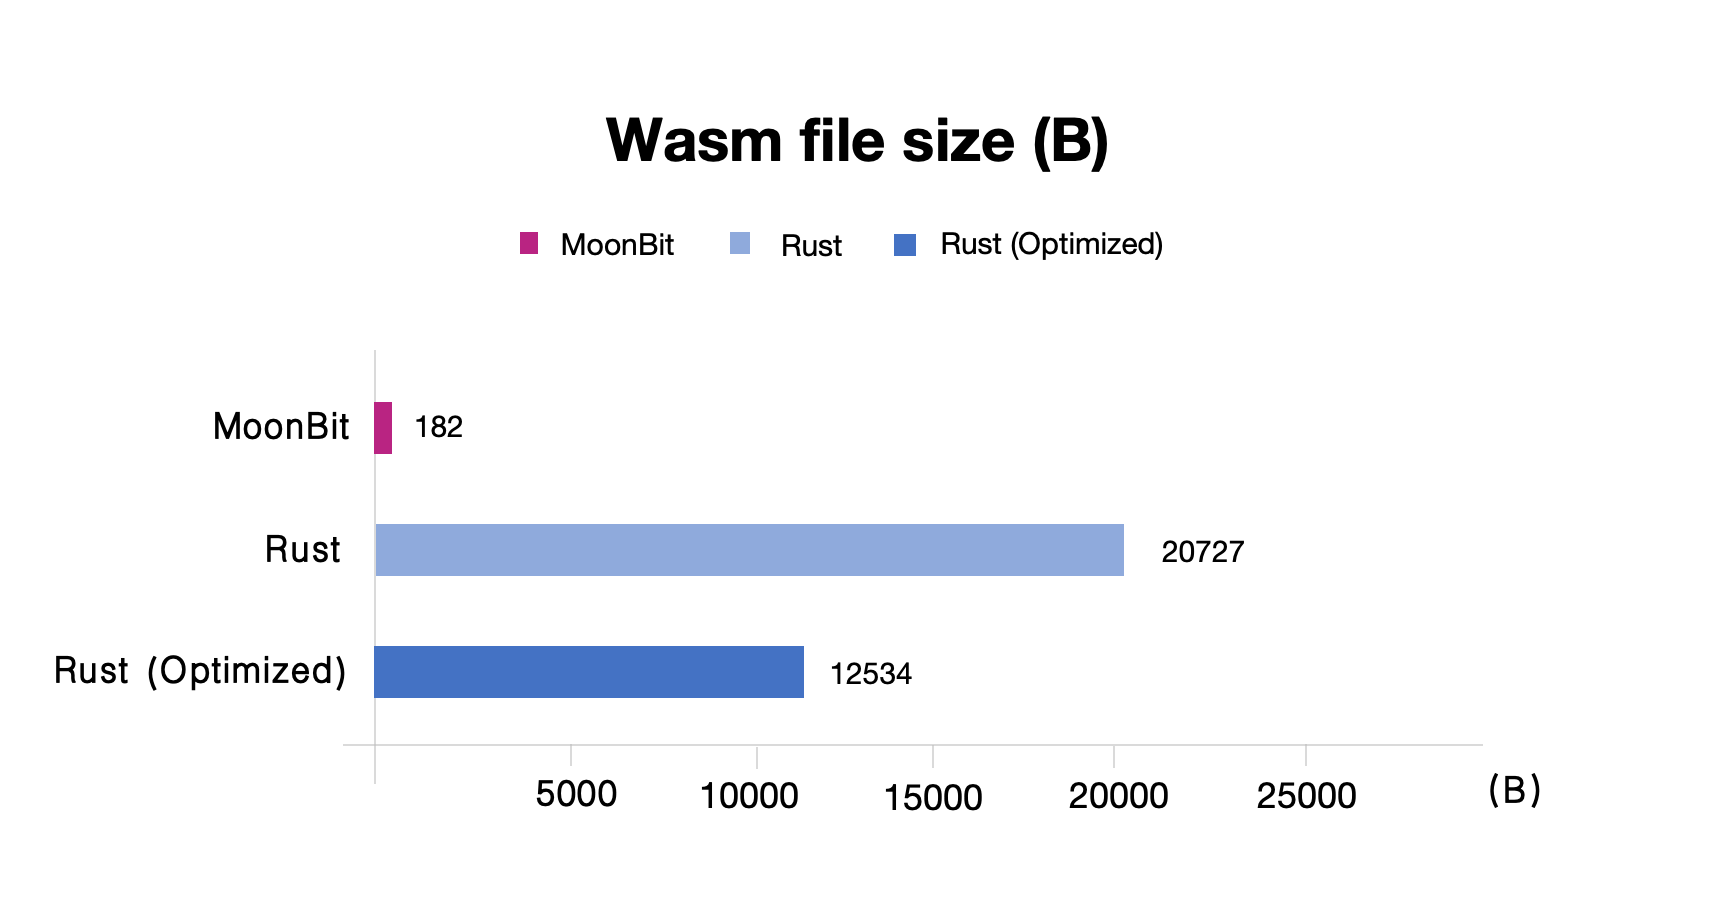 Wasm file size (B)
MoonBit Rust Rust (Optimized)
MoonBit 182
Rust 20727
Rust (Optimized) 12534
5000 10000 15000 20000 25000 (B)